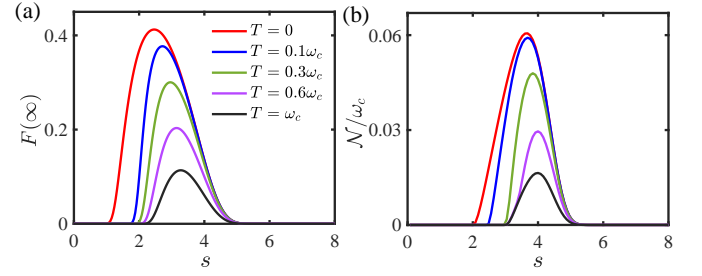 (a)
0.4
0.2
0
F(∞)
0 2 4 6 8
s
T = 0
T = 0.1ω_c
T = 0.3ω_c
T = 0.6ω_c
T = ω_c
(b)
0.06
0.03
0
𝒩/ω_c
0 2 4 6 8
s